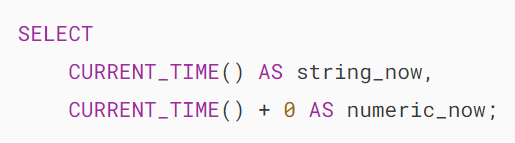 SELECT
    CURRENT_TIME() AS string_now,
    CURRENT_TIME() + 0 AS numeric_now;